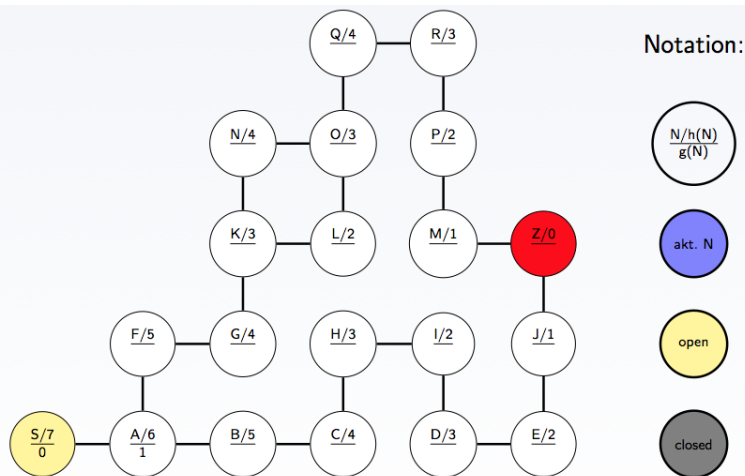 Q/4 R/3
Notation:
N/4 O/3 P/2
N/h(N)
g(N)
K/3 L/2 M/1 Z/0
akt. N
F/5 G/4 H/3 I/2 J/1
open
S/7 A/6 B/5 C/4 D/3 E/2
0 1
closed